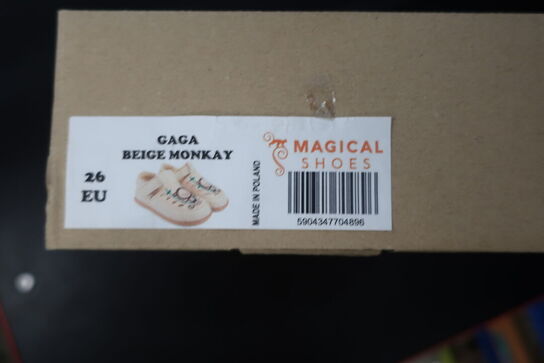 GAGA
BEIGE MONKAY
26
EU
MADE IN POLAND
MAGICAL
SHOES
5904347704896